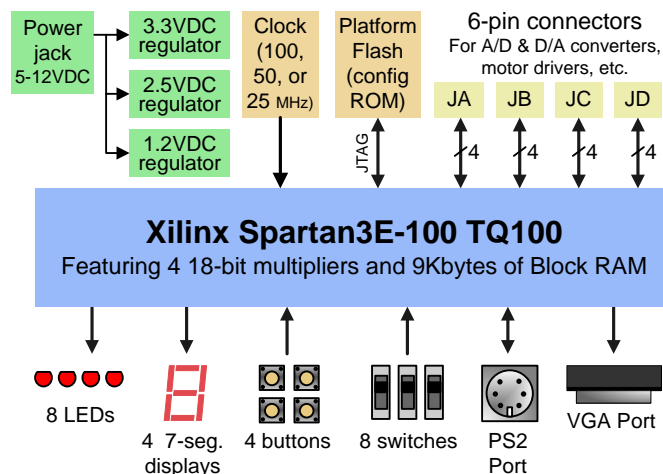 Power
jack
5-12VDC
3.3VDC
regulator
2.5VDC
regulator
1.2VDC
regulator
Clock
(100,
50, or
25 MHz)
Platform
Flash
(config
ROM)
6-pin connectors
For A/D & D/A converters,
motor drivers, etc.
JA
JB
JC
JD
JTAG
4
4
4
4
Xilinx Spartan3E-100 TQ100
Featuring 4 18-bit multipliers and 9Kbytes of Block RAM
8 LEDs
4 7-seg.
displays
4 buttons
8 switches
PS2
Port
VGA Port